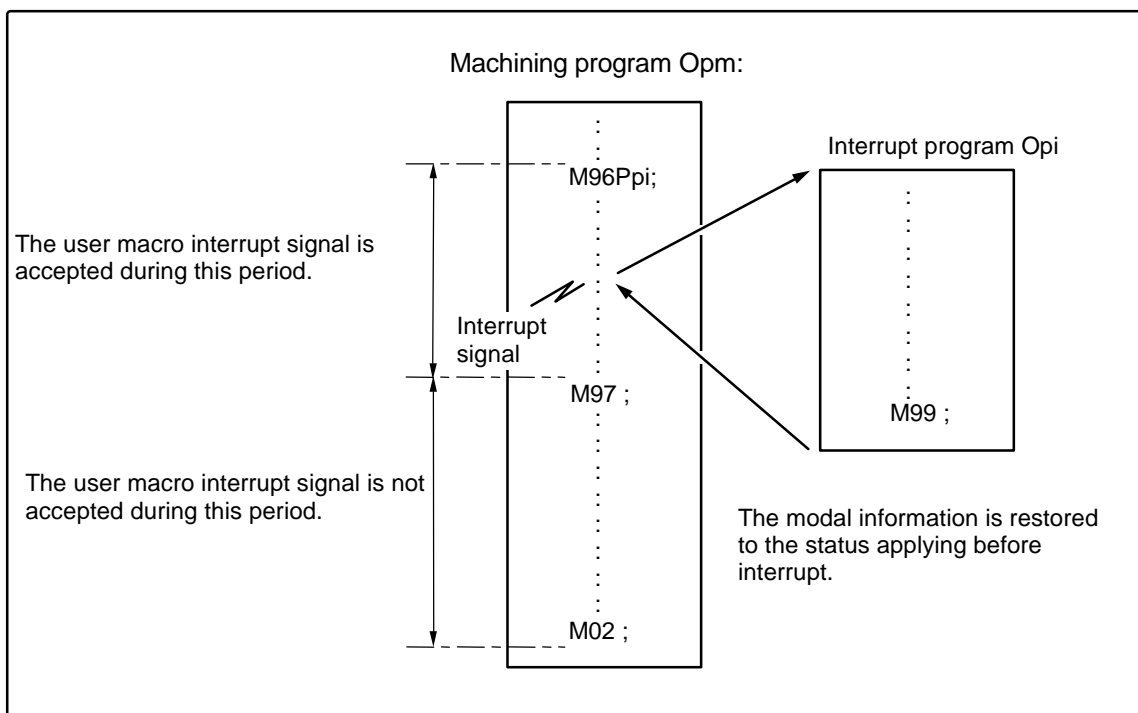 Machining program Opm:
M96Ppi;
Interrupt program Opi
The user macro interrupt signal is
accepted during this period.
Interrupt
signal
M97 ;
M99 ;
The user macro interrupt signal is not
accepted during this period.
The modal information is restored
to the status applying before
interrupt.
M02 ;